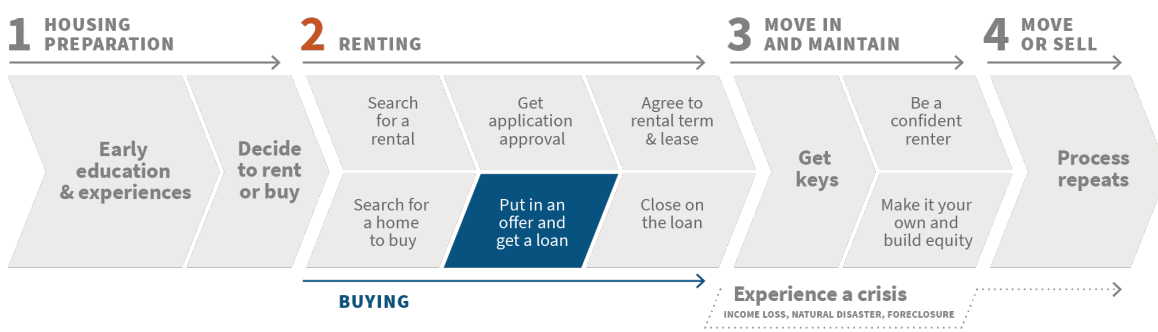 1 HOUSING
PREPARATION
2 RENTING
3 MOVE IN
AND MAINTAIN
4 MOVE
OR SELL
Early
education
& experiences
Decide
to rent
or buy
Search
for a
rental
Get
application
approval
Agree to
rental term
& lease
Search for
a home
to buy
Put in an
offer and
get a loan
Close on
the loan
Get
keys
Be a
confident
renter
Make it your
own and
build equity
Process
repeats
BUYING
Experience a crisis
INCOME LOSS, NATURAL DISASTER, FORECLOSURE